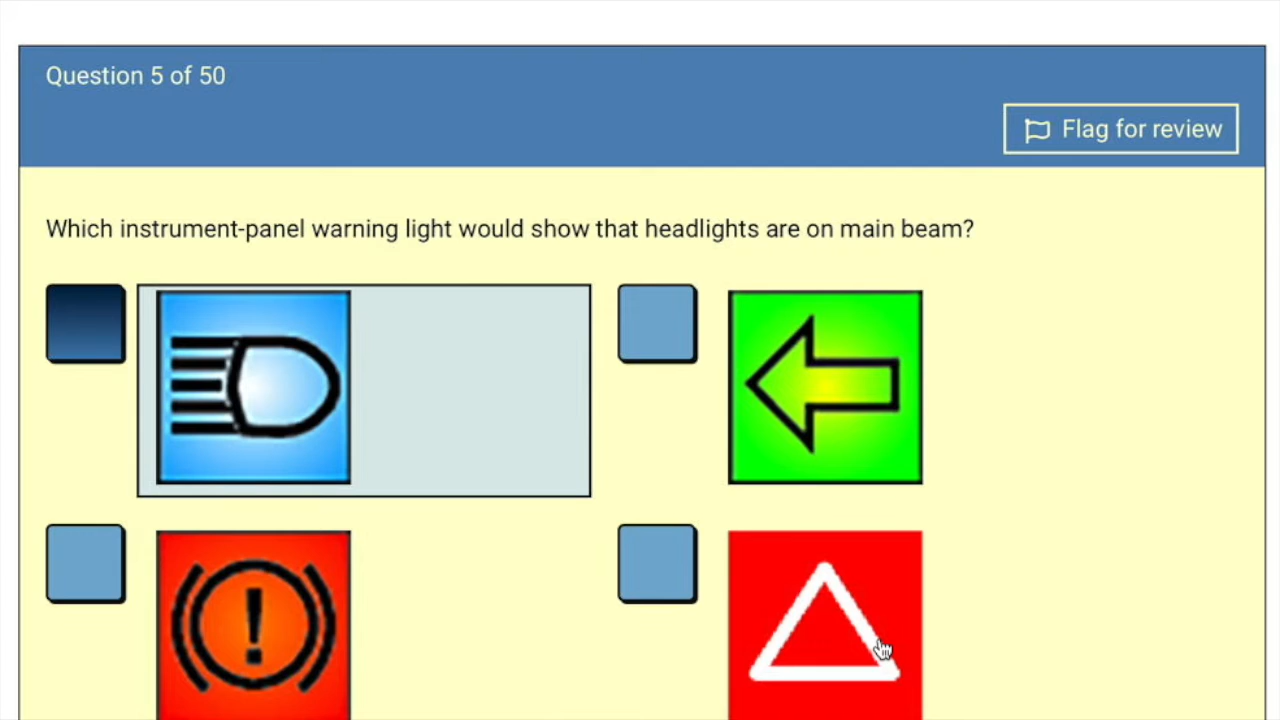 Question 5 of 50
Flag for review
Which instrument-panel warning light would show that headlights are on main beam?
!